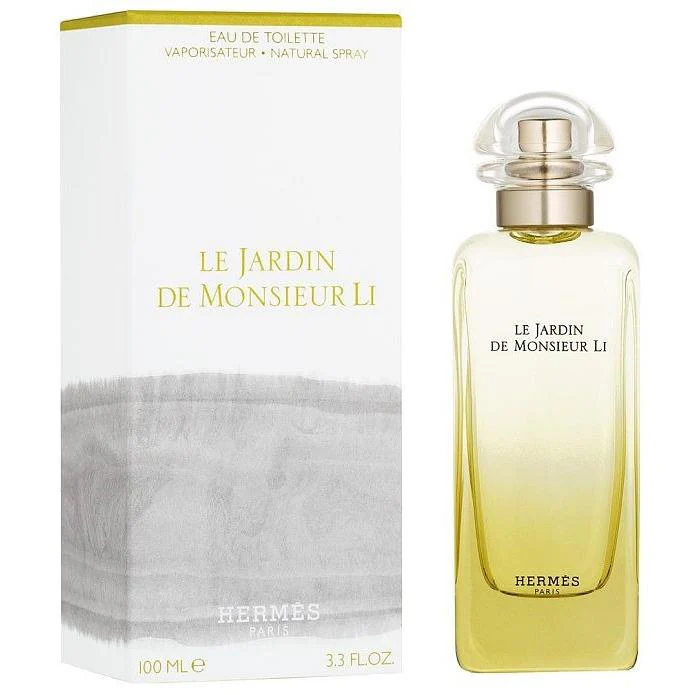 EAU DE TOILETTE
VAPORISATEUR • NATURAL SPRAY
LE JARDIN
DE MONSIEUR LI
HERMÈS
PARIS
100 ML e
3.3 FL.OZ.
LE JARDIN
DE MONSIEUR LI
HERMÈS
PARIS